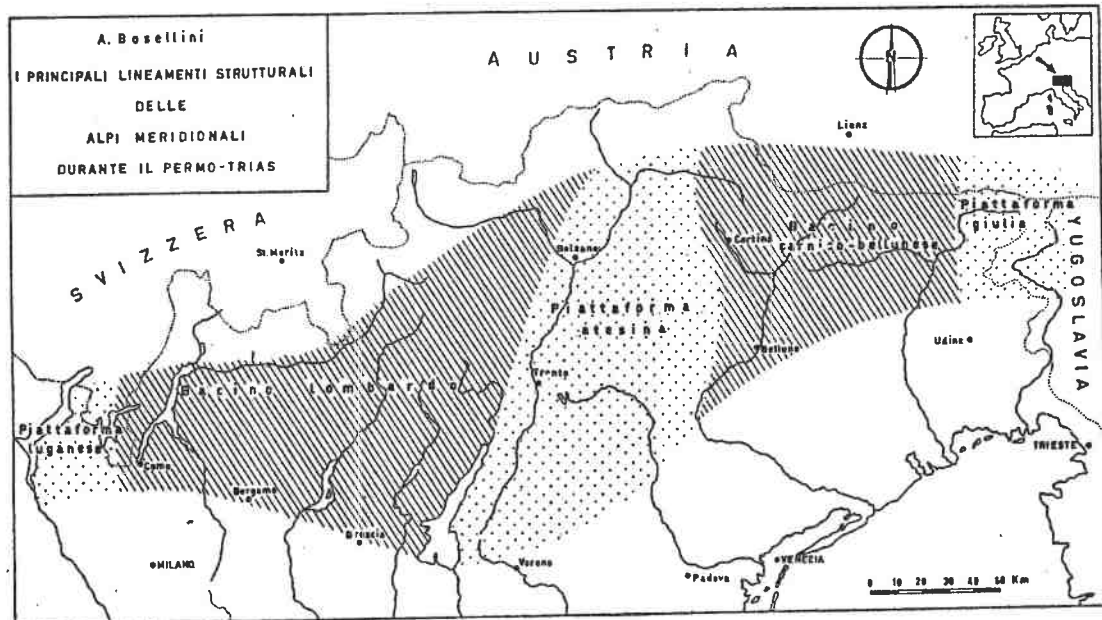 A. Bosellini
I PRINCIPALI LINEAMENTI STRUTTURALI
DELLE
ALPI MERIDIONALI
DURANTE IL PERMO-TRIAS
AUSTRIA
N
Lienz
SVIZZERA
St. Moritz
Bolzano
Cortina
Bacino
carnico-bellunese
Piattaforma
giulia
YUGOSLAVIA
Piattaforma
atesina
Belluno
Udine
Trento
Bacino lombardo
Piattaforma
luganese
Como
Bergamo
Brescia
TRIESTE
MILANO
Verona
Padova
VENEZIA
0 10 20 30 40 50 Km